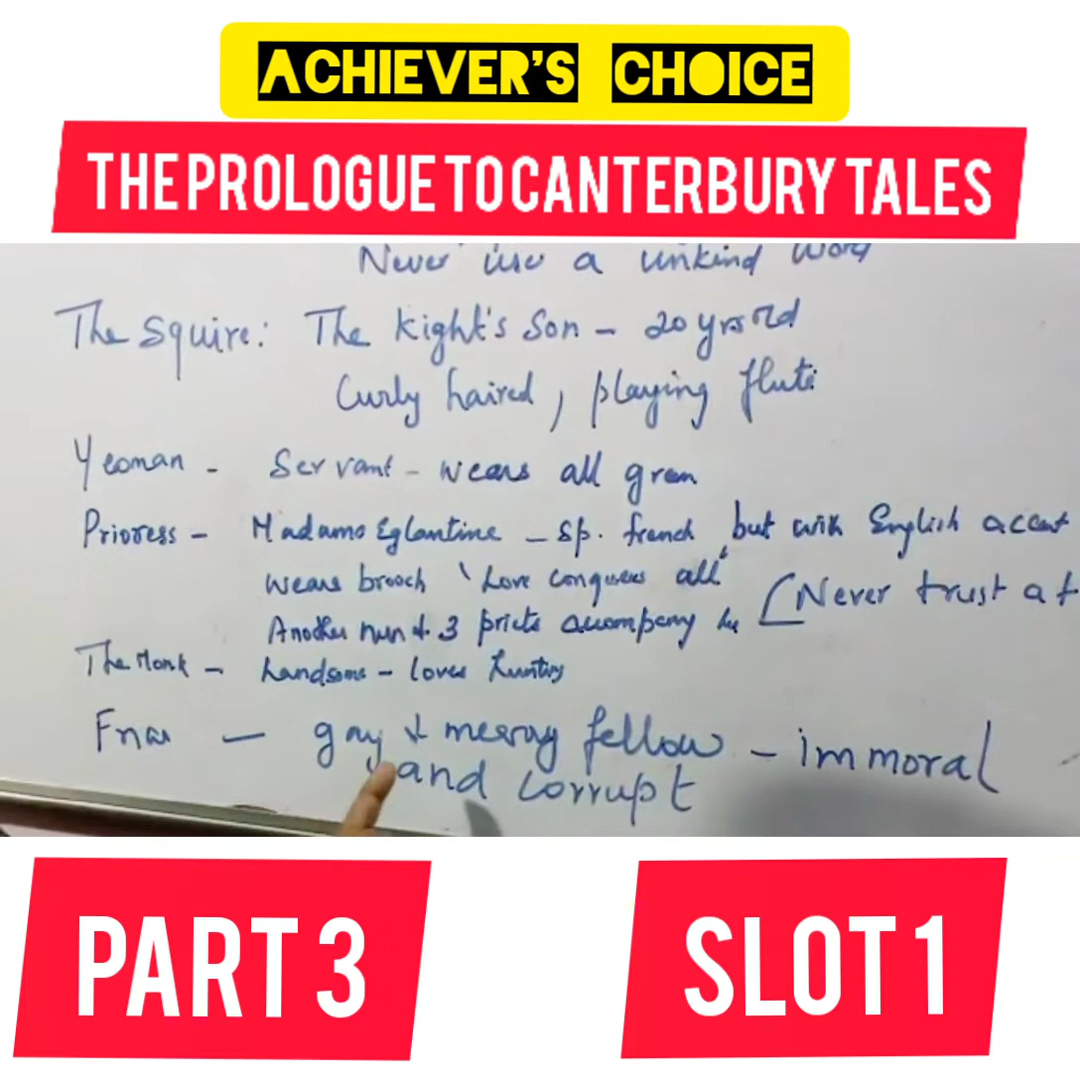 ACHIEVER'S CHOICE
THE PROLOGUE TO CANTERBURY TALES
Never use a unkind word
The Squire: The Kight's Son - 20 yrs old
Curly haired, playing flute
Yeoman - Servant - wears all green
Prioress - Madame Eglantine - Sp. french but with English accent
wears brooch 'Love conquers all'
Another nun & 3 priets accompany her [Never trust a f
The Monk - handsome - loves hunting
Friar - gay & merry fellow - immoral
and corrupt
PART 3
SLOT 1